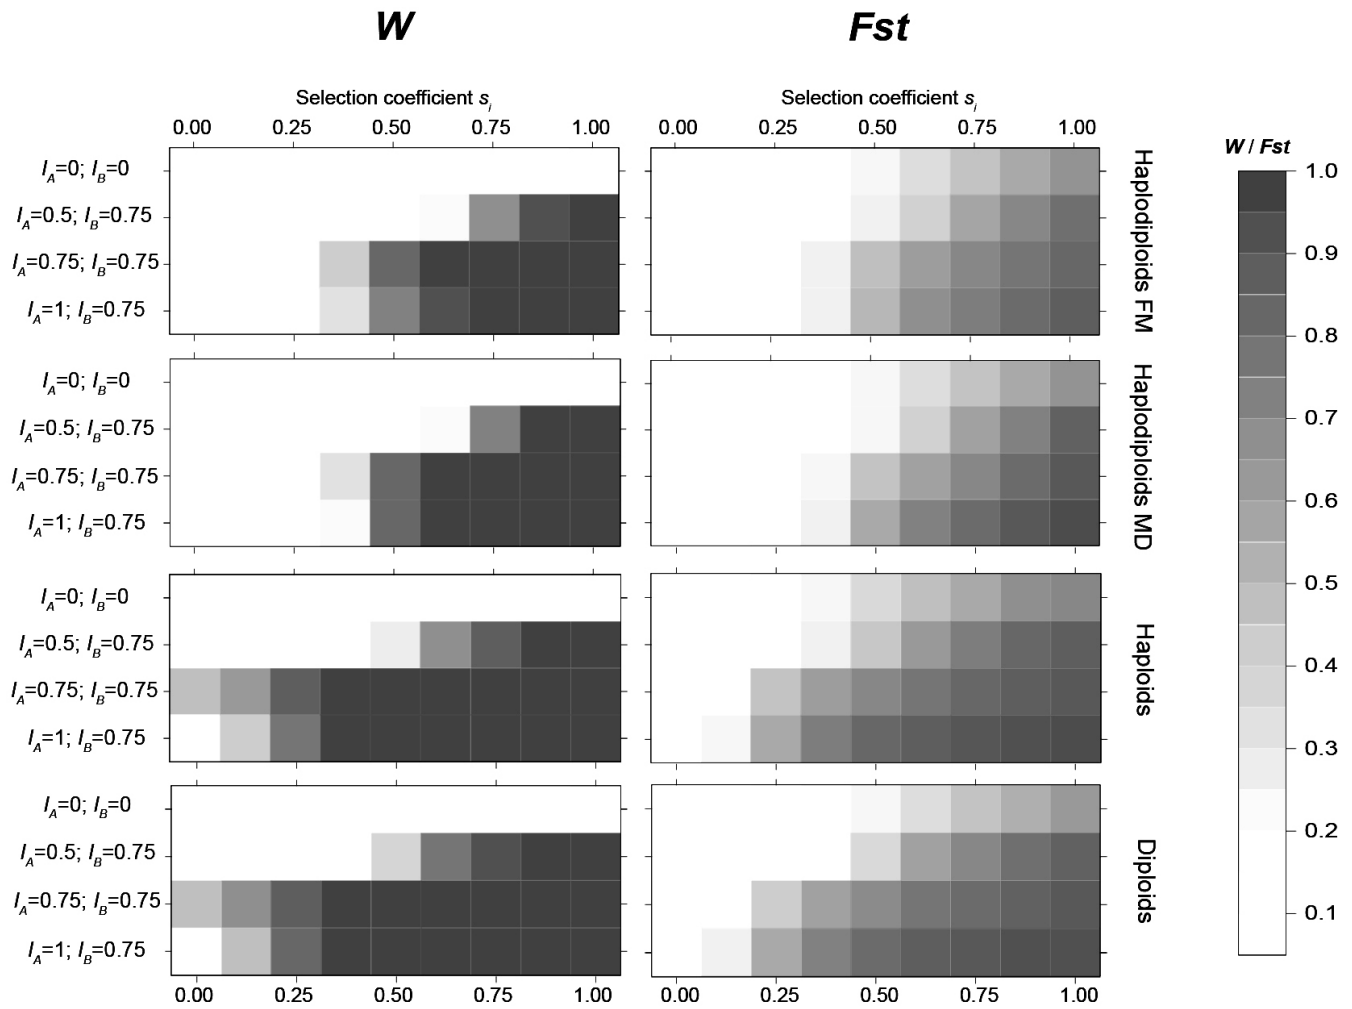 W Fst
Selection coefficient s_i Selection coefficient s_i
0.00 0.25 0.50 0.75 1.00 0.00 0.25 0.50 0.75 1.00
W / Fst
I_A=0; I_B=0
I_A=0.5; I_B=0.75
I_A=0.75; I_B=0.75
I_A=1; I_B=0.75
Haplodiploids FM
I_A=0; I_B=0
I_A=0.5; I_B=0.75
I_A=0.75; I_B=0.75
I_A=1; I_B=0.75
Haplodiploids MD
I_A=0; I_B=0
I_A=0.5; I_B=0.75
I_A=0.75; I_B=0.75
I_A=1; I_B=0.75
Haploids
I_A=0; I_B=0
I_A=0.5; I_B=0.75
I_A=0.75; I_B=0.75
I_A=1; I_B=0.75
Diploids
0.00 0.25 0.50 0.75 1.00 0.00 0.25 0.50 0.75 1.00
1.0
0.9
0.8
0.7
0.6
0.5
0.4
0.3
0.2
0.1